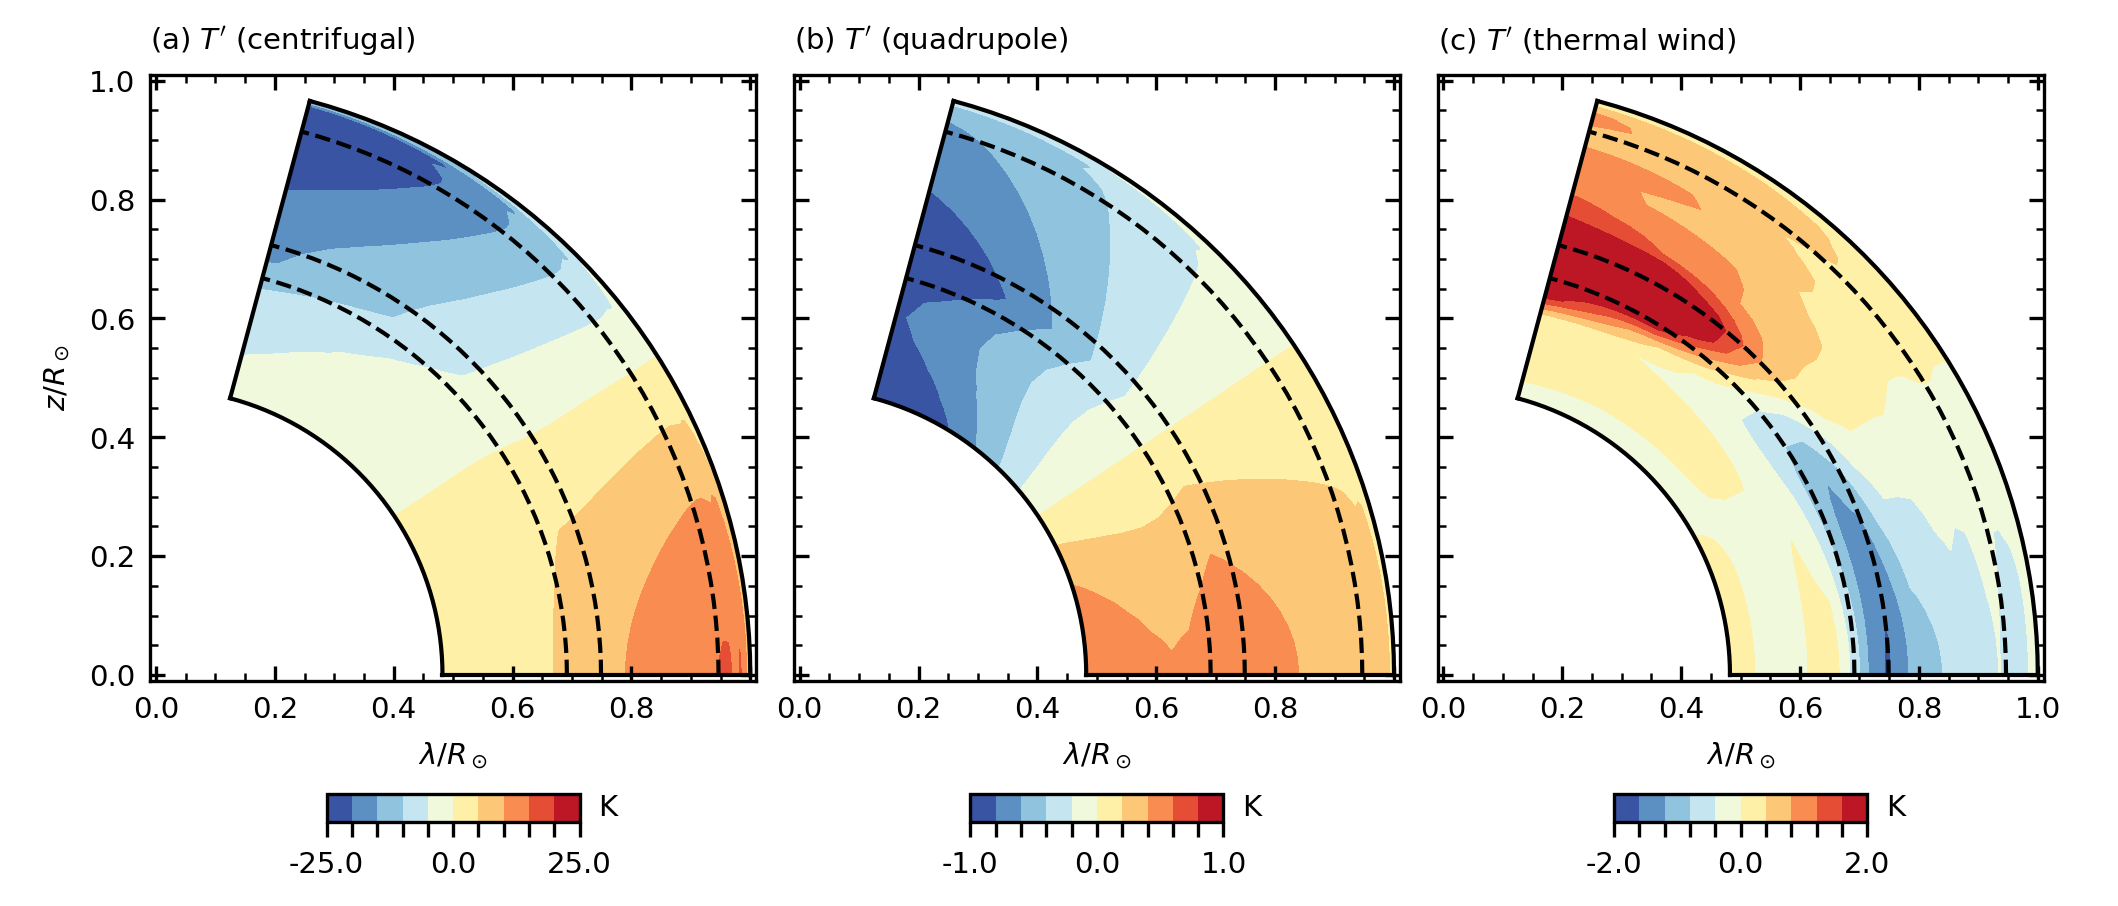 (a) T′ (centrifugal)
(b) T′ (quadrupole)
(c) T′ (thermal wind)
1.0
0.8
0.6
0.4
0.2
0.0
z/R⊙
0.0 0.2 0.4 0.6 0.8
0.0 0.2 0.4 0.6 0.8
0.0 0.2 0.4 0.6 0.8 1.0
λ/R⊙
λ/R⊙
λ/R⊙
K
-25.0 0.0 25.0
K
-1.0 0.0 1.0
K
-2.0 0.0 2.0